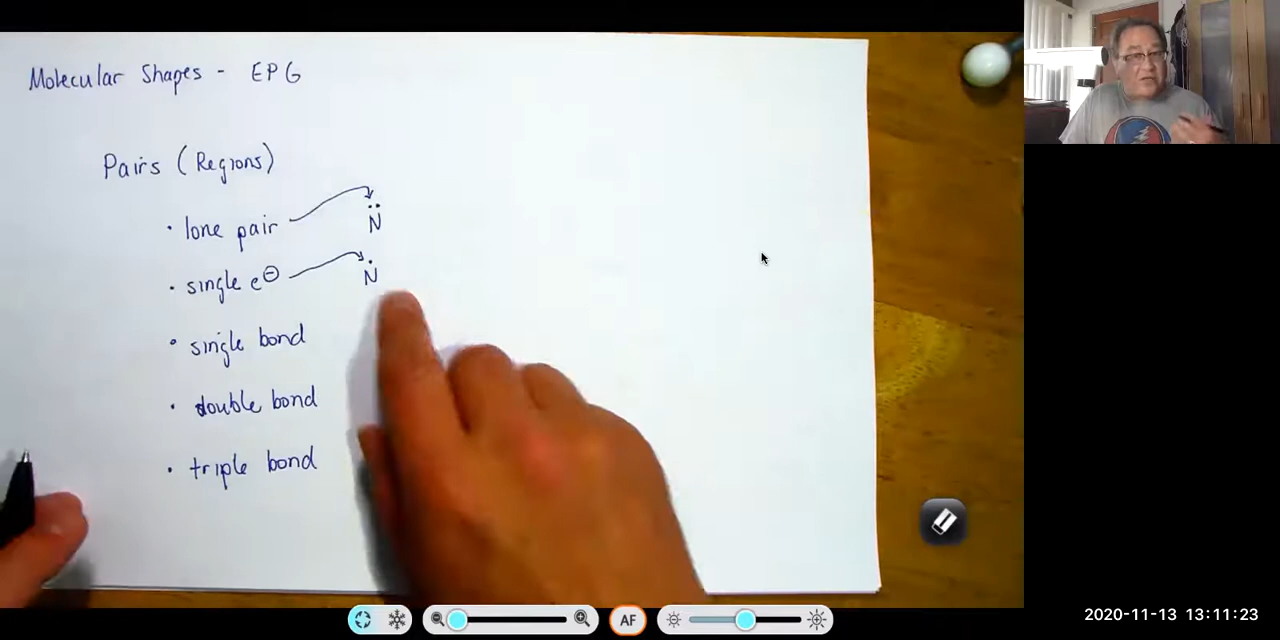 Molecular Shapes - EPG
Pairs (Regions)
• lone pair
N
• single e⊖
N
• single bond
• double bond
• triple bond
AF
2020-11-13 13:11:23